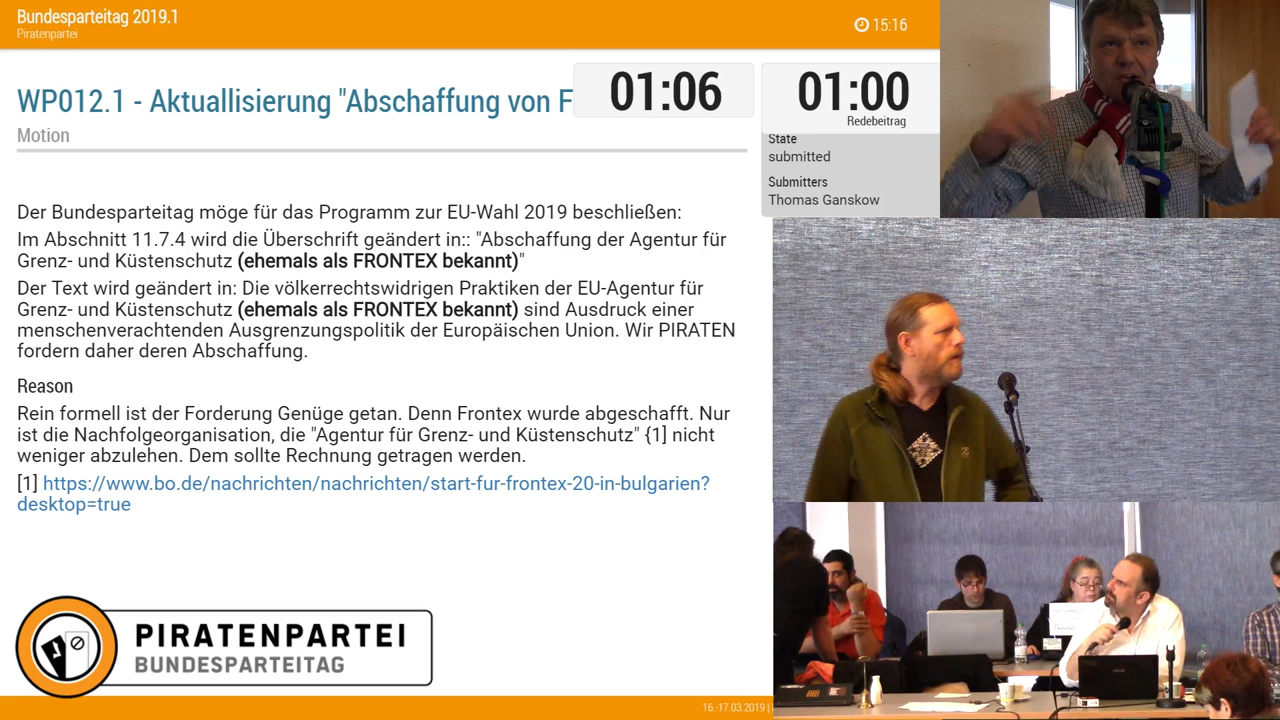 Bundesparteitag 2019.1
Piratenpartei
15:16
WP012.1 - Aktuallisierung "Abschaffung von F
Motion
01:06
01:00
Redebeitrag
State
submitted
Submitters
Thomas Ganskow
Der Bundesparteitag möge für das Programm zur EU-Wahl 2019 beschließen:
Im Abschnitt 11.7.4 wird die Überschrift geändert in:: "Abschaffung der Agentur für
Grenz- und Küstenschutz (ehemals als FRONTEX bekannt)"
Der Text wird geändert in: Die völkerrechtswidrigen Praktiken der EU-Agentur für
Grenz- und Küstenschutz (ehemals als FRONTEX bekannt) sind Ausdruck einer
menschenverachtenden Ausgrenzungspolitik der Europäischen Union. Wir PIRATEN
fordern daher deren Abschaffung.
Reason
Rein formell ist der Forderung Genüge getan. Denn Frontex wurde abgeschafft. Nur
ist die Nachfolgeorganisation, die "Agentur für Grenz- und Küstenschutz" {1] nicht
weniger abzulehen. Dem sollte Rechnung getragen werden.
[1] https://www.bo.de/nachrichten/nachrichten/start-fur-frontex-20-in-bulgarien?
desktop=true
PIRATENPARTEI
BUNDESPARTEITAG
16.-17.03.2019 |